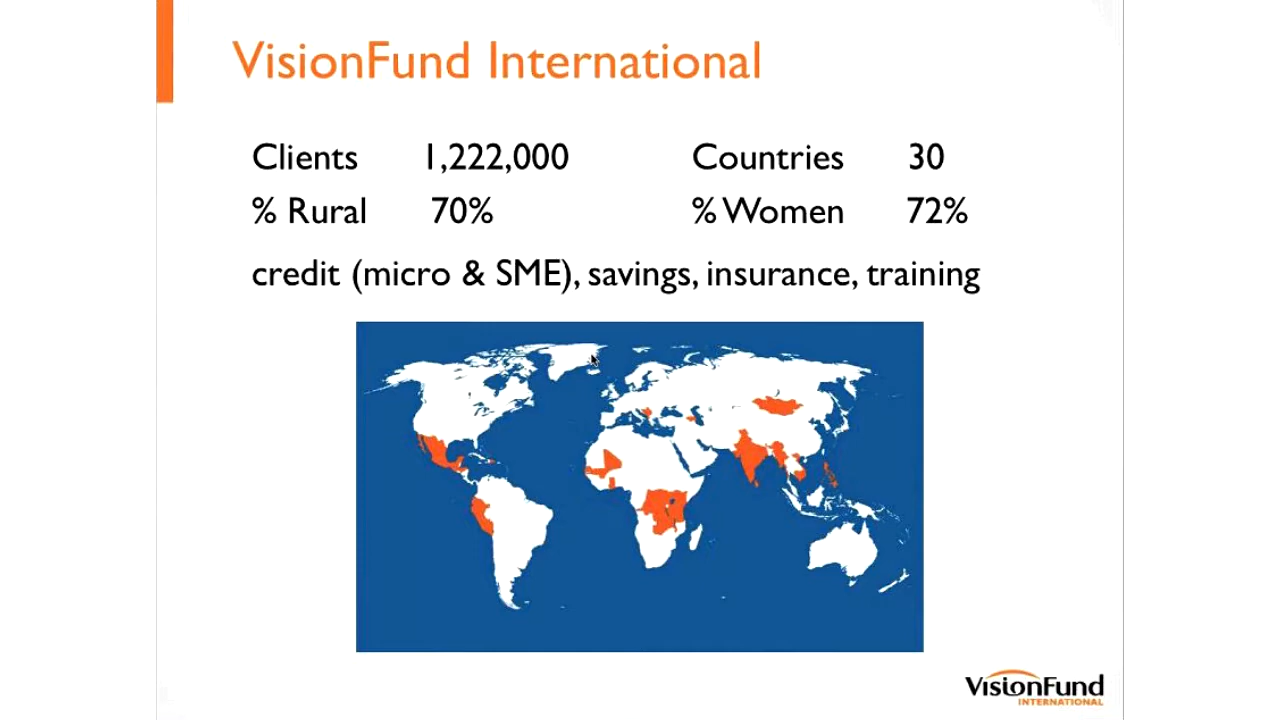 VisionFund International
Clients 1,222,000 Countries 30
% Rural 70% % Women 72%
credit (micro & SME), savings, insurance, training
VisionFund
INTERNATIONAL